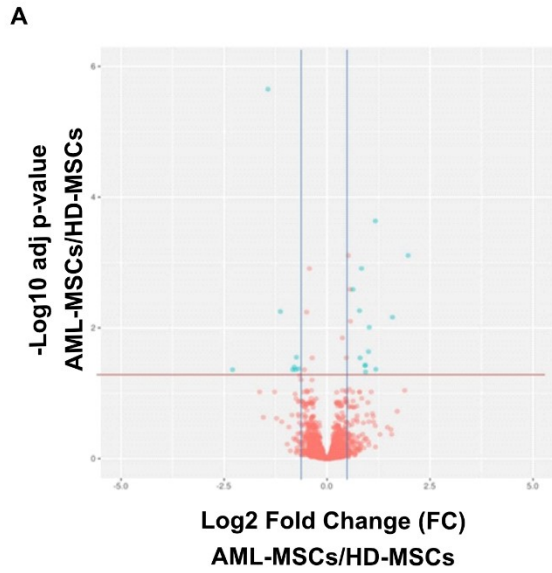 A
-Log10 adj p-value
AML-MSCs/HD-MSCs
6
4
2
0
-5.0
-2.5
0.0
2.5
5.0
Log2 Fold Change (FC)
AML-MSCs/HD-MSCs